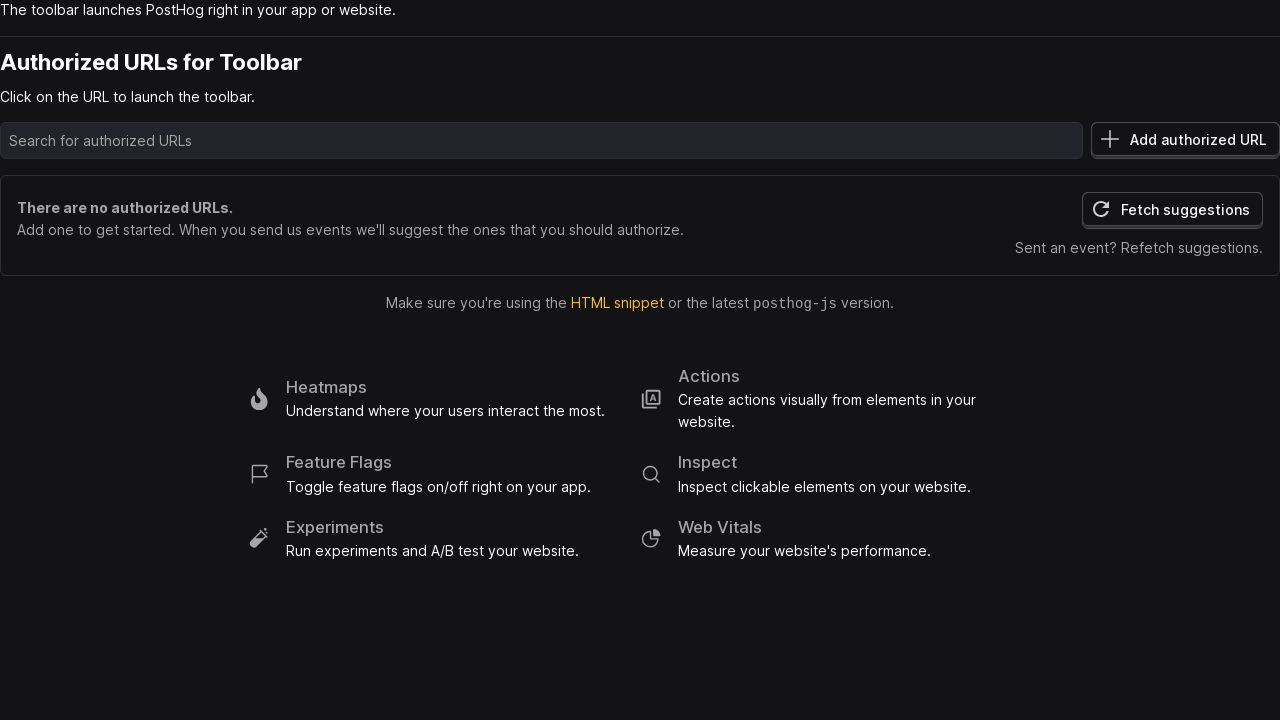 The toolbar launches PostHog right in your app or website.
Authorized URLs for Toolbar
Click on the URL to launch the toolbar.
Search for authorized URLs
Add authorized URL
There are no authorized URLs.
Add one to get started. When you send us events we'll suggest the ones that you should authorize.
Fetch suggestions
Sent an event? Refetch suggestions.
Make sure you're using the HTML snippet or the latest posthog-js version.
Heatmaps
Understand where your users interact the most.
Actions
Create actions visually from elements in your
website.
Feature Flags
Toggle feature flags on/off right on your app.
Inspect
Inspect clickable elements on your website.
Experiments
Run experiments and A/B test your website.
Web Vitals
Measure your website's performance.